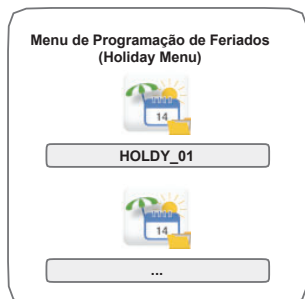 Menu de Programação de Feriados
(Holiday Menu)
14
HOLDY_01
14
...